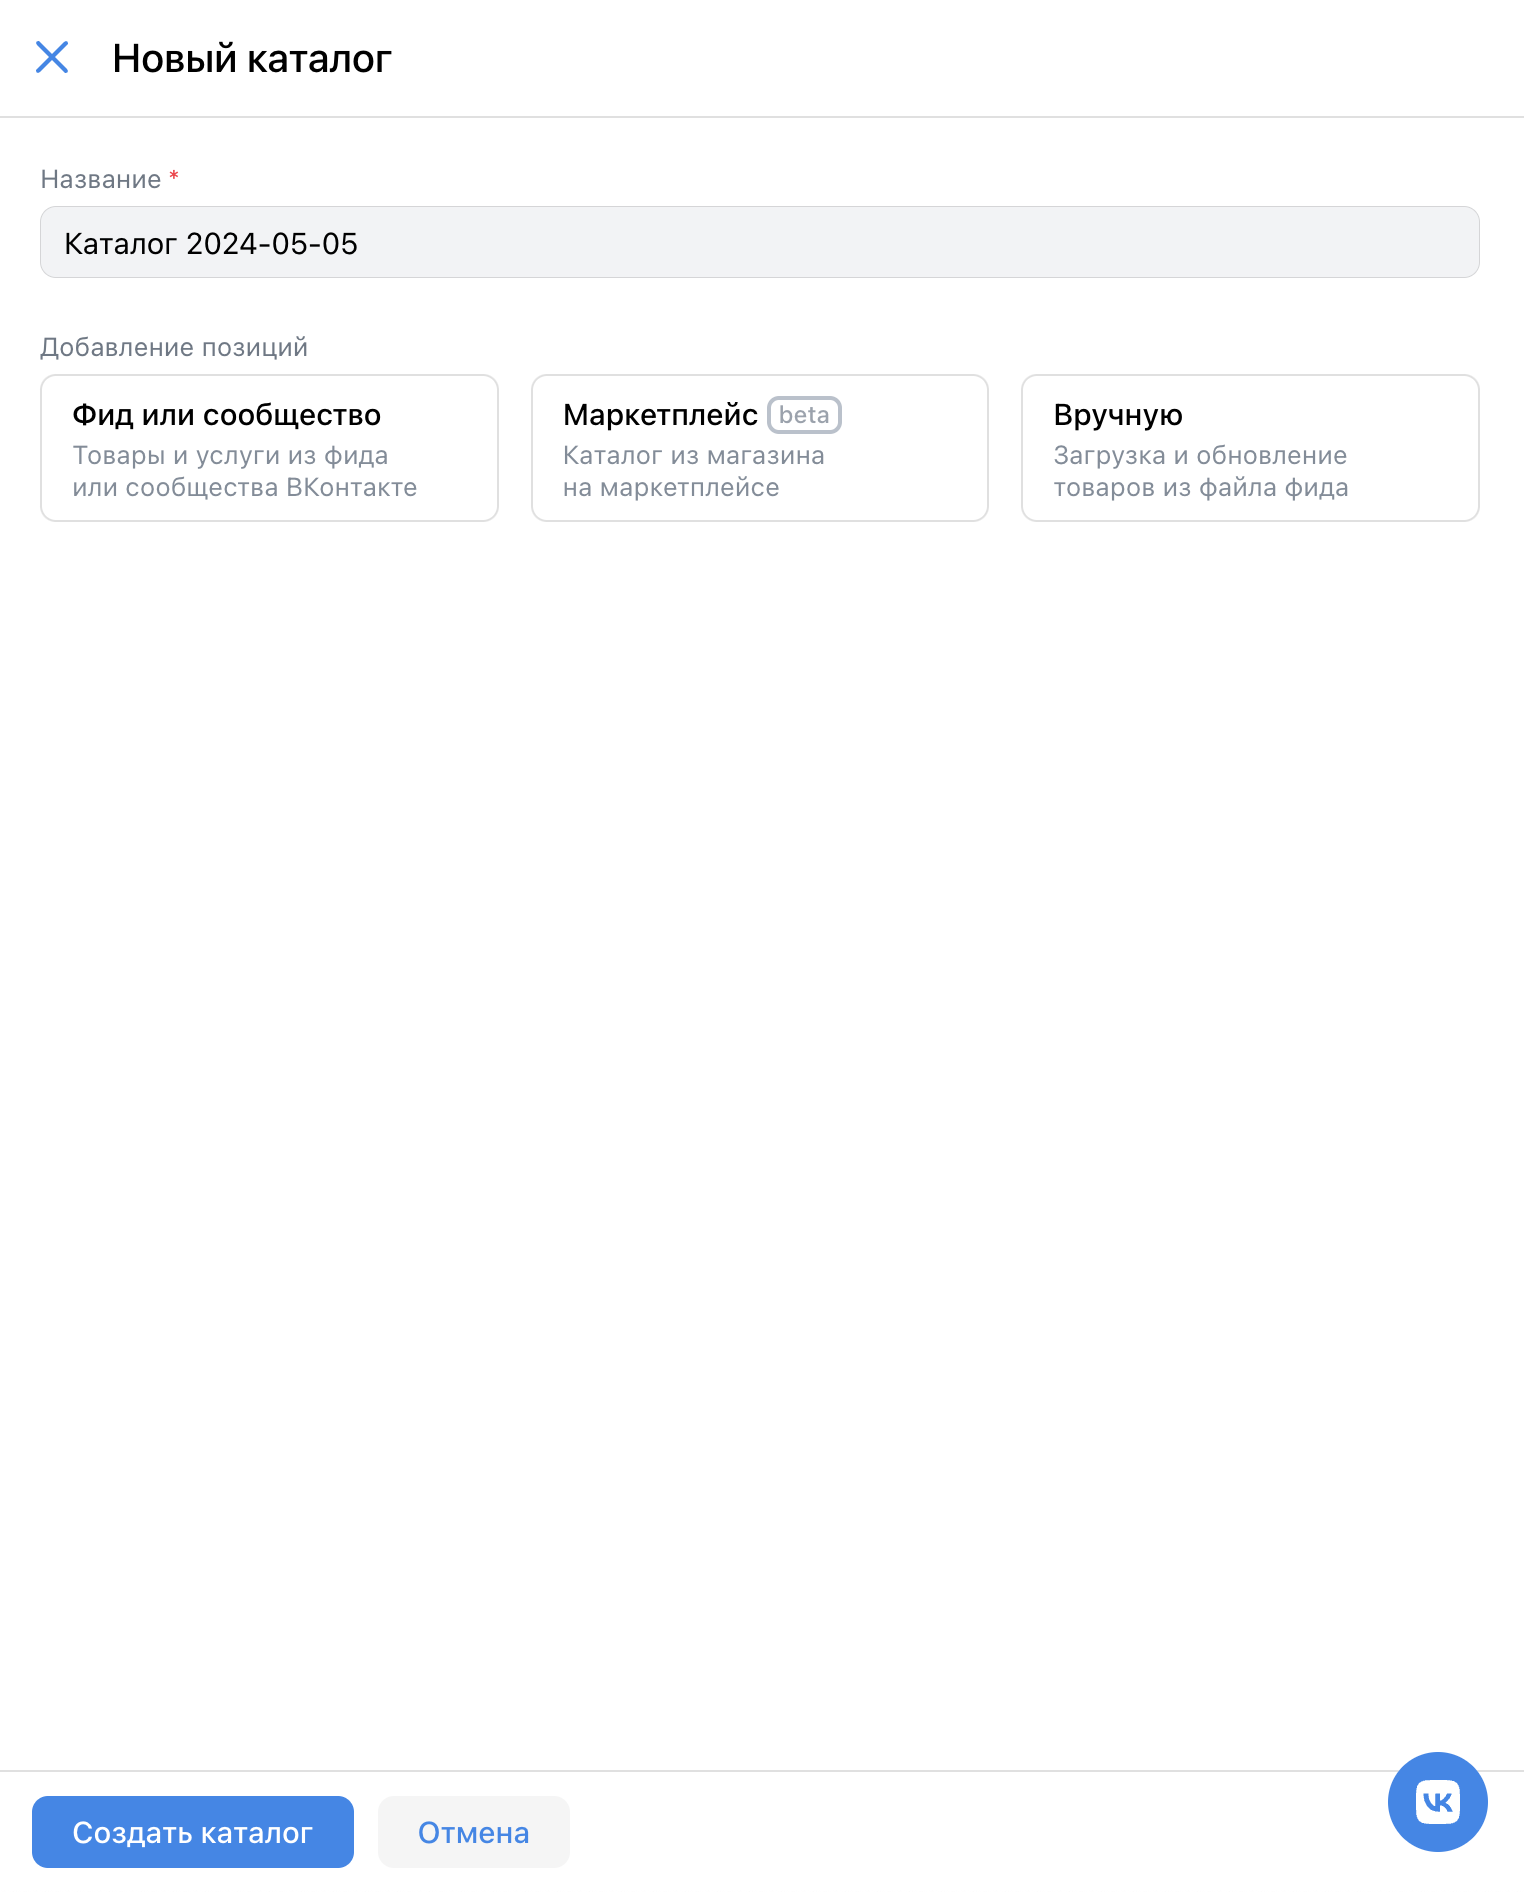 Новый каталог
Название *
Каталог 2024-05-05
Добавление позиций
Фид или сообщество
Товары и услуги из фида
или сообщества ВКонтакте
Маркетплейс beta
Каталог из магазина
на маркетплейсе
Вручную
Загрузка и обновление
товаров из файла фида
Создать каталог
Отмена